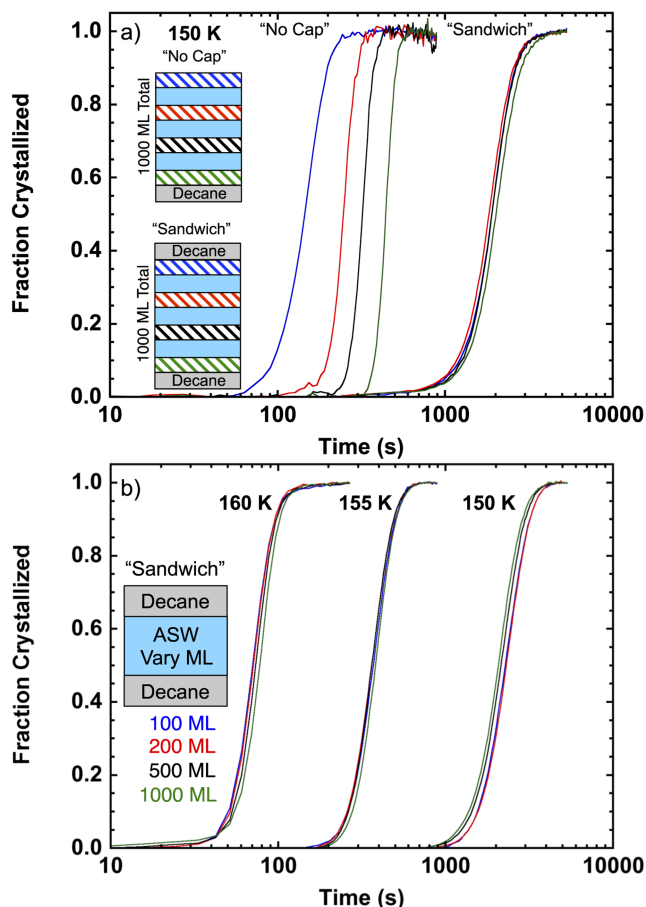 a) 150 K "No Cap" "Sandwich"
"No Cap"
1000 ML Total
Decane
"Sandwich"
Decane
1000 ML Total
Decane
Fraction Crystallized
1.0
0.8
0.6
0.4
0.2
0.0
10 100 1000 10000
Time (s)
b)
160 K 155 K 150 K
"Sandwich"
Decane
ASW
Vary ML
Decane
100 ML
200 ML
500 ML
1000 ML
Fraction Crystallized
1.0
0.8
0.6
0.4
0.2
0.0
10 100 1000 10000
Time (s)